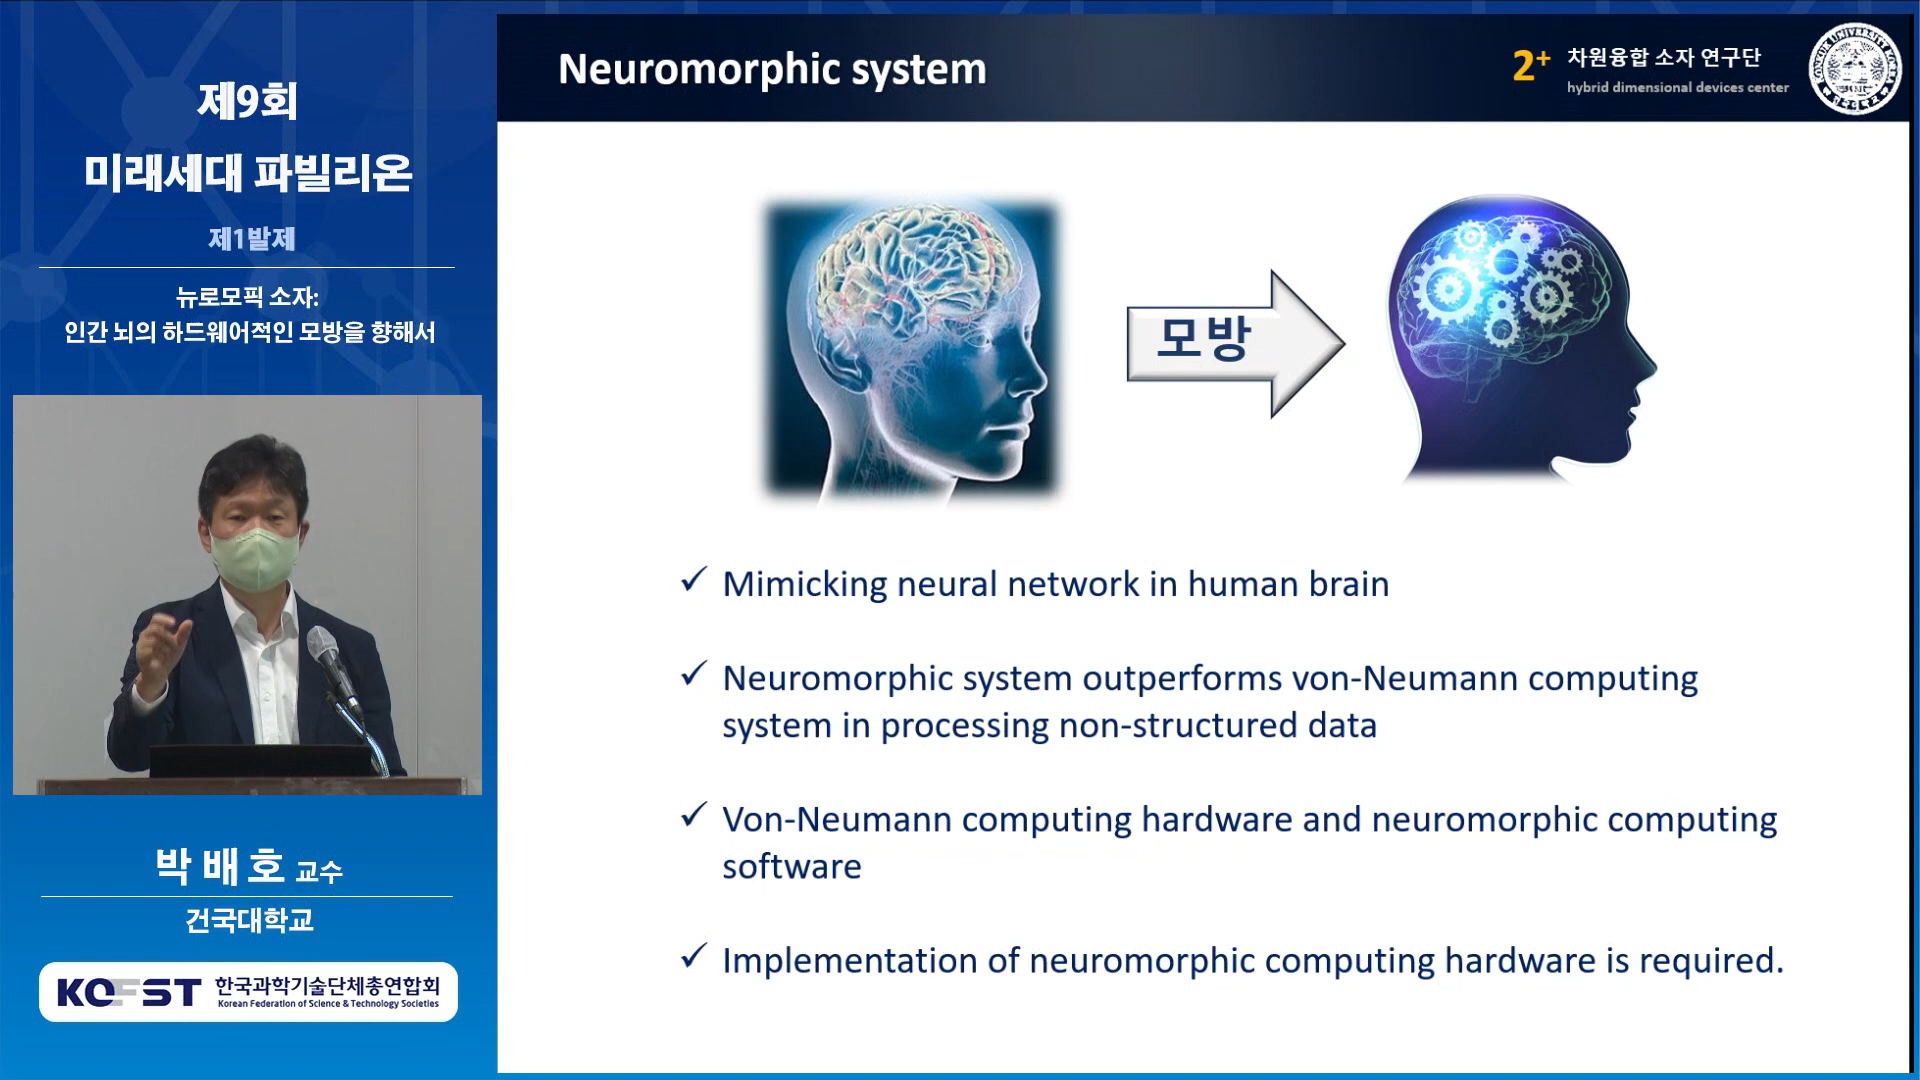 제9회
미래세대 파빌리온
제1발제
뉴로모픽 소자:
인간 뇌의 하드웨어적인 모방을 향해서
박배호 교수
건국대학교
KOFST 한국과학기술단체총연합회
Korean Federation of Science & Technology Societies
Neuromorphic system
2+ 차원융합 소자 연구단
hybrid dimensional devices center
모방
✓ Mimicking neural network in human brain
✓ Neuromorphic system outperforms von-Neumann computing
system in processing non-structured data
✓ Von-Neumann computing hardware and neuromorphic computing
software
✓ Implementation of neuromorphic computing hardware is required.